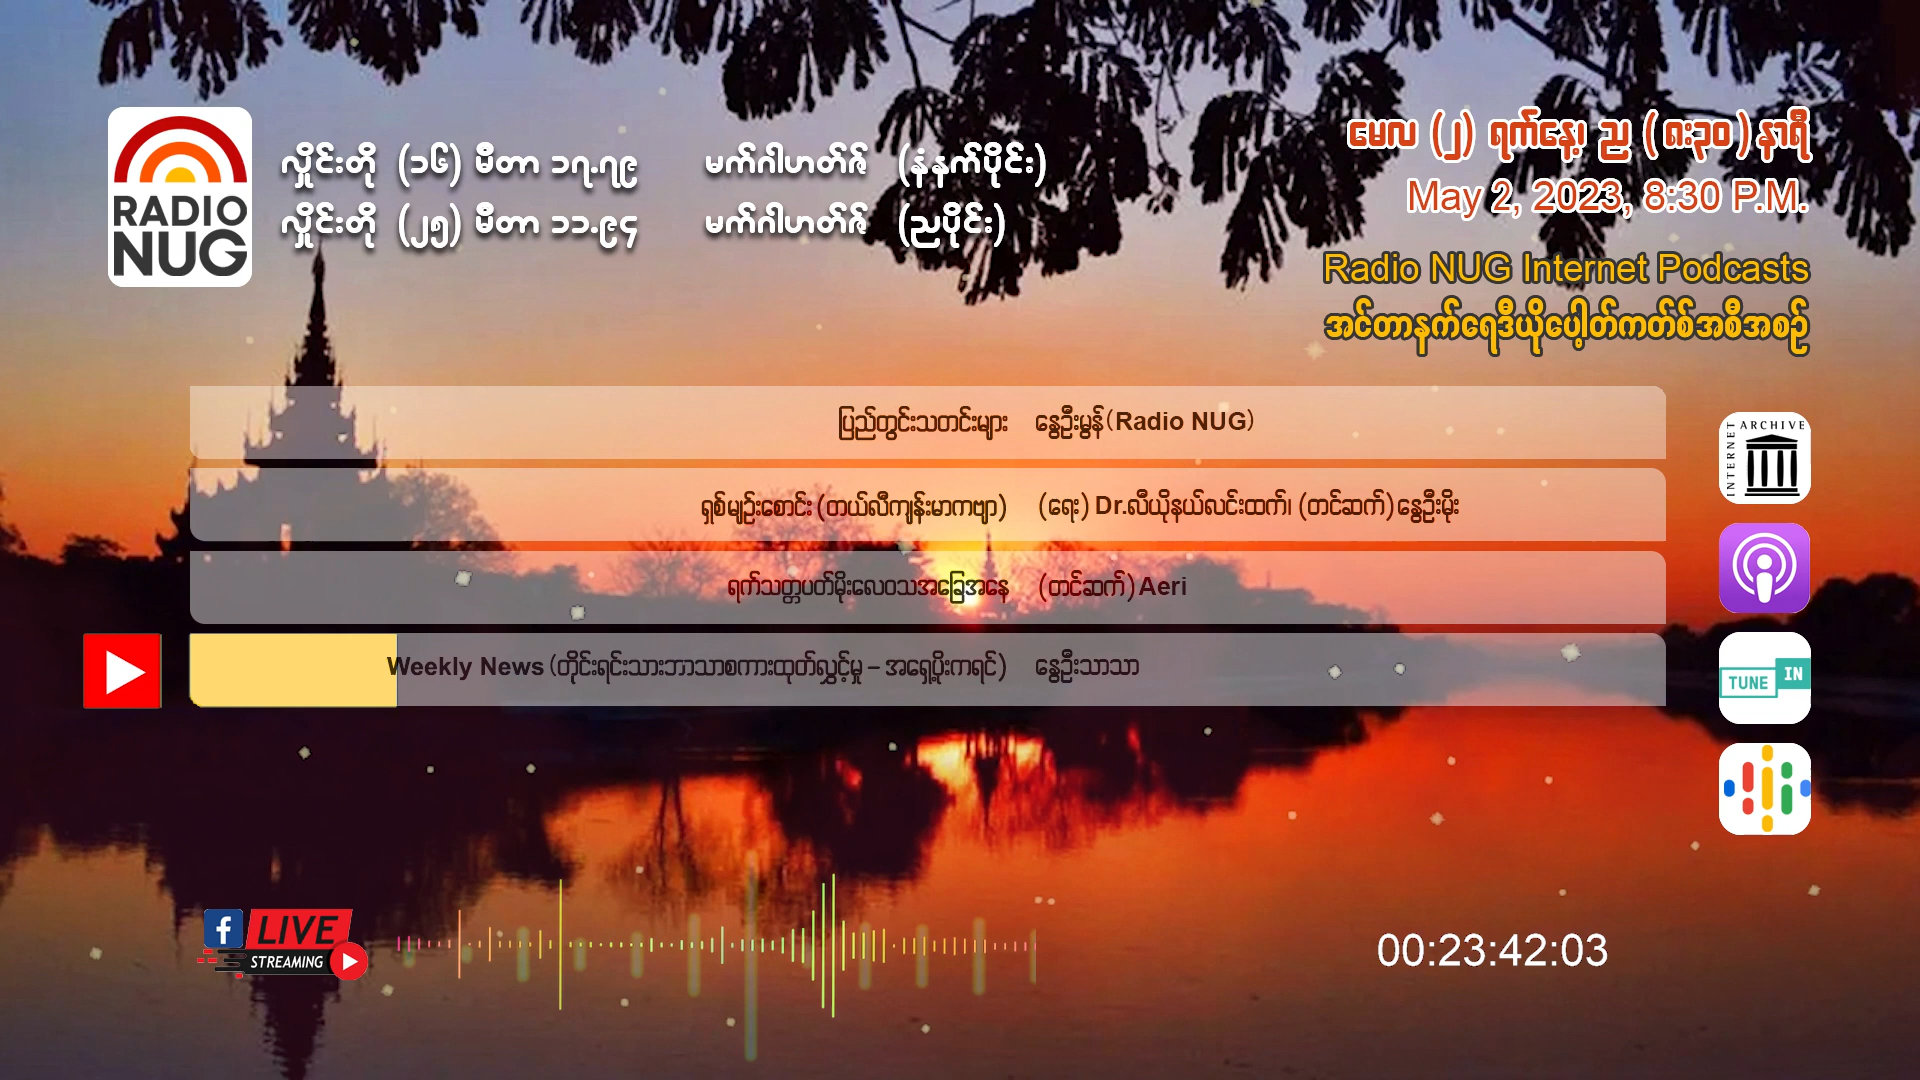 RADIO
NUG
လှိုင်းတို (၁၆) မီတာ ၁၇.၇၉ မက်ဂါဟတ်ဇ် (နံနက်ပိုင်း)
လှိုင်းတို (၂၅) မီတာ ၁၁.၉၄ မက်ဂါဟတ်ဇ် (ညပိုင်း)
မေလ (၂) ရက်နေ့၊ ည (၈း၃၀) နာရီ
May 2, 2023, 8:30 P.M.
Radio NUG Internet Podcasts
အင်တာနက်ရေဒီယိုပေါ့တ်ကတ်စ်အစီအစဉ်
ပြည်တွင်းသတင်းများ နွေဦးမွန်(Radio NUG)
ရှစ်မျဉ်းစောင်း (တယ်လီကျန်းမာကဗျာ) (ရေး) Dr.လီယိုနယ်လင်းထက်၊ (တင်ဆက်)နွေဦးမိုး
ရက်သတ္တပတ်မိုးလေဝသအခြေအနေ (တင်ဆက်)Aeri
Weekly News (တိုင်းရင်းသားဘာသာစကားထုတ်လွှင့်မှု – အရှေ့ပိုးကရင်) နွေဦးသာသာ
INTERNET ARCHIVE
TUNE IN
LIVE
STREAMING
00:23:42:03